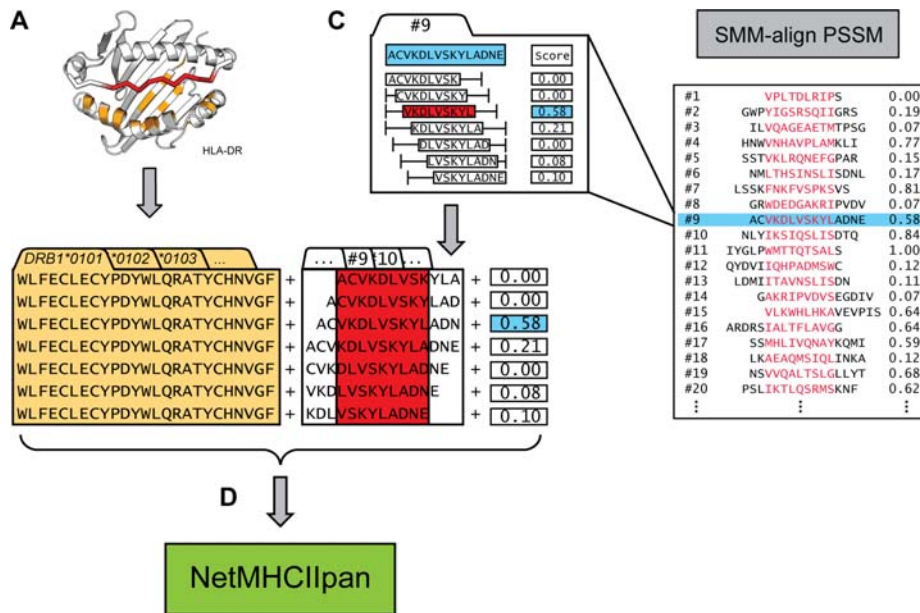 A
HLA-DR
C
#9
ACVKDLVSKYLADNE Score
ACVKDLVSK 0.00
CVKDLVSKY 0.00
VKDLVSKYL 0.58
KDLVSKYLA 0.21
DLVSKYLAD 0.00
LVSKYLADN 0.08
VSKYLADNE 0.10
SMM-align PSSM
#1 VPLTDLRIPS 0.00
#2 GWPYIGSRSQIIGRS 0.19
#3 ILVQAGEAETMTPSG 0.07
#4 HNWVNHAVPLAMKLI 0.77
#5 SSTVKLRQNEFGPAR 0.15
#6 NMLTHSINSLISDNL 0.17
#7 LSSKFNKFVSPKSVS 0.81
#8 GRWDEDGAKRIPVDV 0.07
#9 ACVKDLVSKYLADNE 0.58
#10 NLYIKSIQSLISDTQ 0.84
#11 IYGLPWMTTQTSALS 1.00
#12 QYDVIIQHPADMSWC 0.12
#13 LDMIITAVNSLISDN 0.11
#14 GAKRIPVDVSEGDIV 0.07
#15 VLKWHLHKAVEVPIS 0.64
#16 ARDRSIALTFLAVGG 0.64
#17 SSMHLIVQNAYKQMI 0.59
#18 LKAEAQMSIQLINKA 0.12
#19 NSVVQALTSLGLLYT 0.68
#20 PSLIKTLQSRMSKNF 0.62
⋮ ⋮ ⋮
DRB1*0101 *0102 *0103 ...
... #9 10 ...
WLFECLECYPDYWLQRATYCHNVGF + ACVKDLVSKYLA + 0.00
WLFECLECYPDYWLQRATYCHNVGF + ACVKDLVSKYLAD + 0.00
WLFECLECYPDYWLQRATYCHNVGF + ACVKDLVSKYLADN + 0.58
WLFECLECYPDYWLQRATYCHNVGF + ACVKDLVSKYLADNE + 0.21
WLFECLECYPDYWLQRATYCHNVGF + CVKDLVSKYLADNE + 0.00
WLFECLECYPDYWLQRATYCHNVGF + VKDLVSKYLADNE + 0.08
WLFECLECYPDYWLQRATYCHNVGF + KDLVSKYLADNE + 0.10
D
NetMHCIIpan